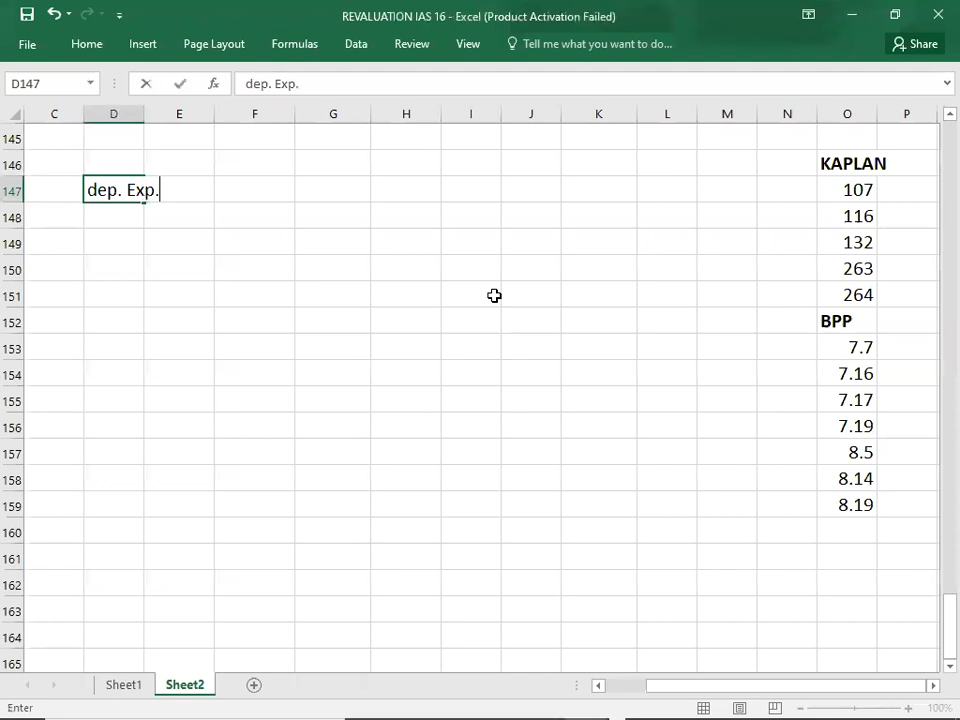 REVALUATION IAS 16 - Excel (Product Activation Failed)
File Home Insert Page Layout Formulas Data Review View Tell me what you want to do... Share
D147 fx dep. Exp.
C D E F G H I J K L M N O P
145
146 KAPLAN
147 dep. Exp. 107
148 116
149 132
150 263
151 264
152 BPP
153 7.7
154 7.16
155 7.17
156 7.19
157 8.5
158 8.14
159 8.19
160
161
162
163
164
165
Sheet1 Sheet2
Enter 100%